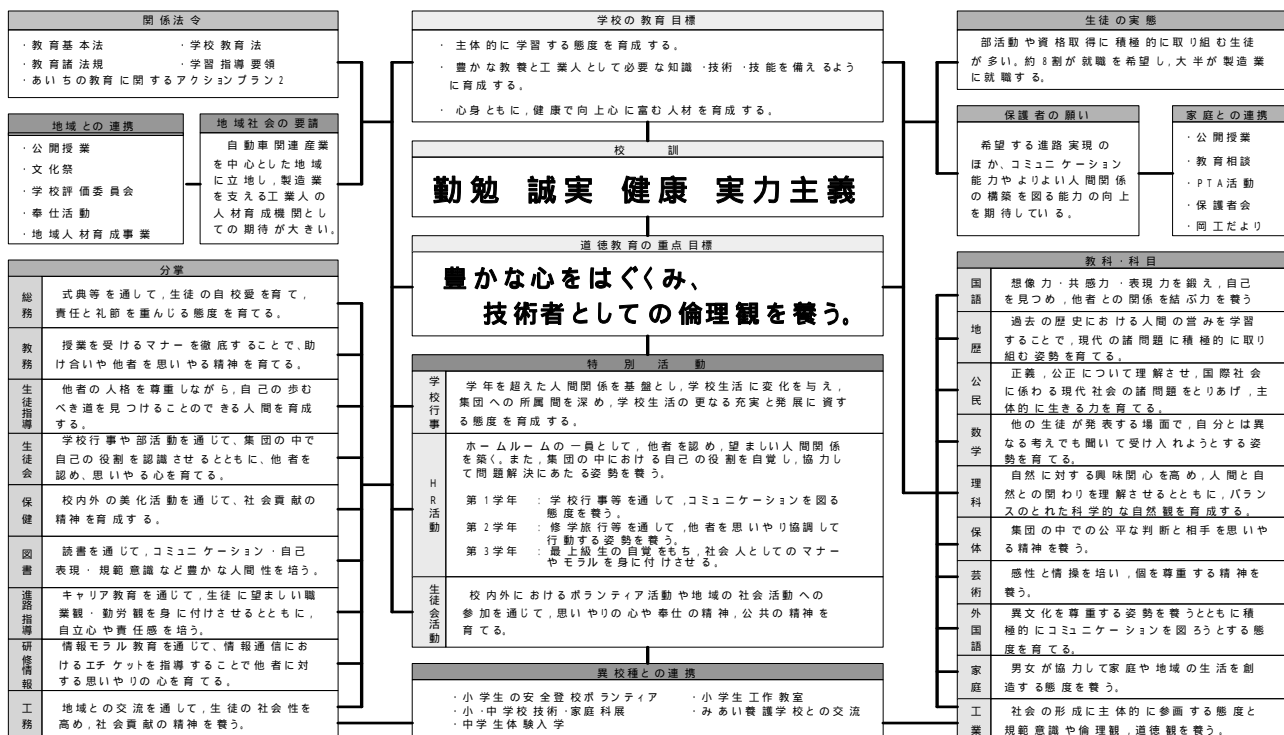 関係法令
・教育基本法 ・学校教育法
・教育諸法規 ・学習指導要領
・あいちの教育に関するアクションプラン2
地域との連携
・公開授業
・文化祭
・学校評価委員会
・奉仕活動
・地域人材育成事業
地域社会の要請
自動車関連産業
を中心とした地域
に立地し,製造業
を支える工業人の
人材育成機関とし
ての期待が大きい。
学校の教育目標
・主体的に学習する態度を育成する。
・豊かな教養と工業人として必要な知識・技術・技能を備えるよう
に育成する。
・心身ともに,健康で向上心に富む人材を育成する。
校訓
勤勉 誠実 健康 実力主義
道徳教育の重点目標
豊かな心をはぐくみ、
技術者としての倫理観を養う。
生徒の実態
部活動や資格取得に積極的に取り組む生徒
が多い。約8割が就職を希望し,大半が製造業
に就職する。
保護者の願い
希望する進路実現の
ほか、コミュニケーション
能力やよりよい人間関係
の構築を図る能力の向上
を期待している。
家庭との連携
・公開授業
・教育相談
・PTA活動
・保護者会
・岡工だより
分掌
総務
式典等を通して,生徒の自校愛を育て,
責任と礼節を重んじる態度を育てる。
教務
授業を受けるマナーを徹底することで、助
け合いや他者を思いやる精神を育てる。
生徒指導
他者の人格を尊重しながら,自己の歩む
べき道を見つけることのできる人間を育成
する。
生徒会
学校行事や部活動を通じて、集団の中で
自己の役割を認識させるとともに、他者を
認め、思いやる心を育てる。
保健
校内外の美化活動を通じて、社会貢献の
精神を育成する。
図書
読書を通じて,コミュニケーション・自己
表現・規範意識など豊かな人間性を培う。
進路指導
キャリア教育を通じて,生徒に望ましい職
業観・勤労観を身に付けさせるとともに,
自立心や責任感を培う。
研修情報
情報モラル教育を通じて、情報通信にお
けるエチケットを指導することで他者に対
する思いやりの心を育てる。
工務
地域との交流を通して,生徒の社会性を
高め,社会貢献の精神を養う。
特別活動
学校行事
学年を超えた人間関係を基盤とし,学校生活に変化を与え,
集団への所属間を深め,学校生活の更なる充実と発展に資す
る態度を育成する。
HR活動
ホームルームの一員として,他者を認め,望ましい人間関係
を築く。また,集団の中における自己の役割を自覚し,協力し
て問題解決にあたる姿勢を養う。
第1学年 :学校行事等を通して,コミュニケーションを図る
態度を養う。
第2学年 :修学旅行等を通して,他者を思いやり協調して
行動する姿勢を養う。
第3学年 :最上級生の自覚をもち,社会人としてのマナー
やモラルを身に付けさせる。
生徒会活動
校内外におけるボランティア活動や地域の社会活動への
参加を通じて,思いやりの心や奉仕の精神,公共の精神を
育てる。
異校種との連携
・小学生の安全登校ボランティア ・小学生工作教室
・小・中学校技術・家庭科展 ・みあい養護学校との交流
・中学生体験入学
教科・科目
国語
想像力・共感力・表現力を鍛え,自己
を見つめ,他者との関係を結ぶ力を養う
地歴
過去の歴史における人間の営みを学習
することで,現代の諸問題に積極的に取り
組む姿勢を育てる。
公民
正義,公正について理解させ,国際社会
に係わる現代社会の諸問題をとりあげ,主
体的に生きる力を育てる。
数学
他の生徒が発表する場面で,自分とは異
なる考えでも聞いて受け入れようとする姿
勢を育てる。
理科
自然に対する興味関心を高め,人間と自
然との関わりを理解させるとともに,バラン
スのとれた科学的な自然観を育成する。
保体
集団の中での公平な判断と相手を思いや
る精神を養う。
芸術
感性と情操を培い,個を尊重する精神を
養う。
外国語
異文化を尊重する姿勢を養うとともに積
極的にコミュニケーションを図ろうとする態
度を育てる。
家庭
男女が協力して家庭や地域の生活を創
造する態度を養う。
工業
社会の形成に主体的に参画する態度と
規範意識や倫理観,道徳観を養う。